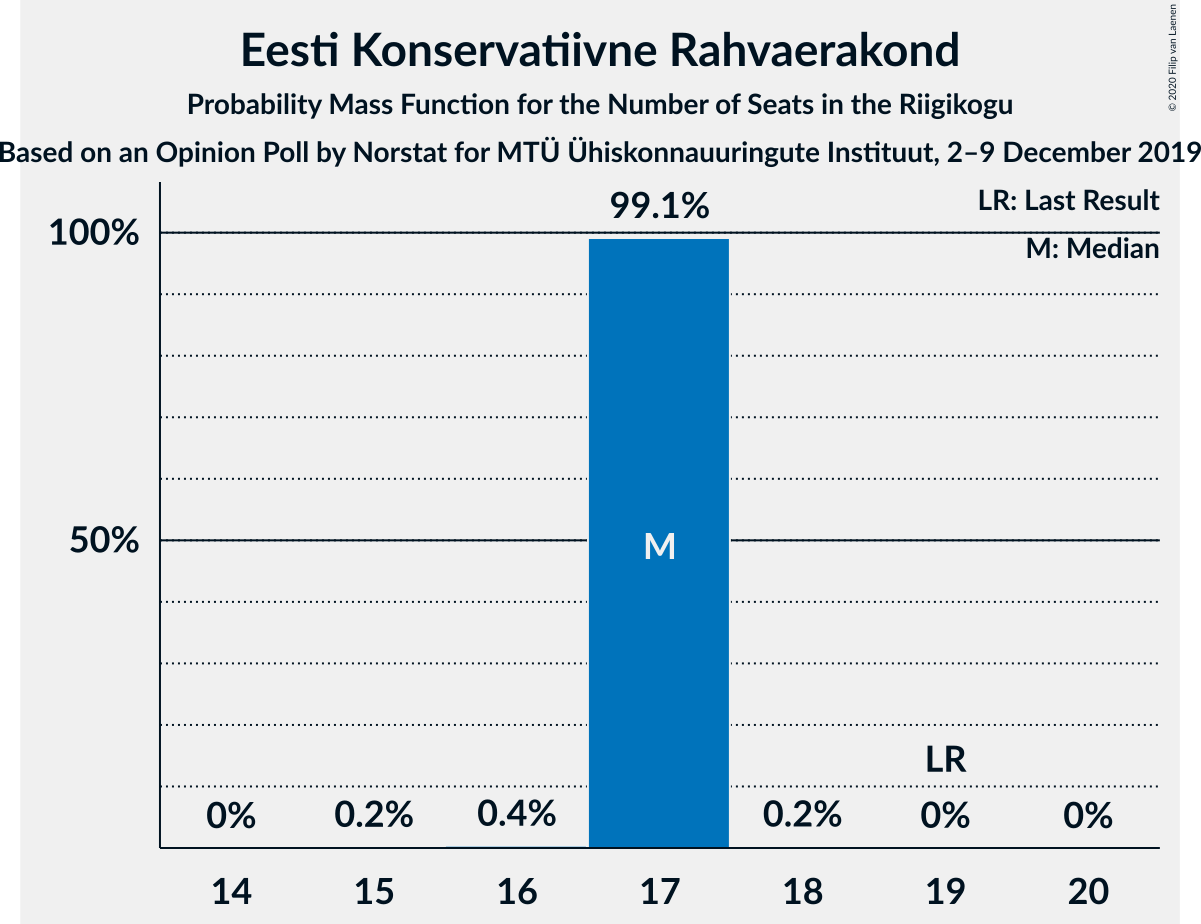 Eesti Konservatiivne Rahvaerakond
Probability Mass Function for the Number of Seats in the Riigikogu
Based on an Opinion Poll by Norstat for MTÜ Ühiskonnauuringute Instituut, 2–9 December 2019
© 2020 Filip van Laenen
LR: Last Result
M: Median
99.1%
100%
50%
M
LR
0%
0.2%
0.4%
0.2%
0%
0%
14
15
16
17
18
19
20